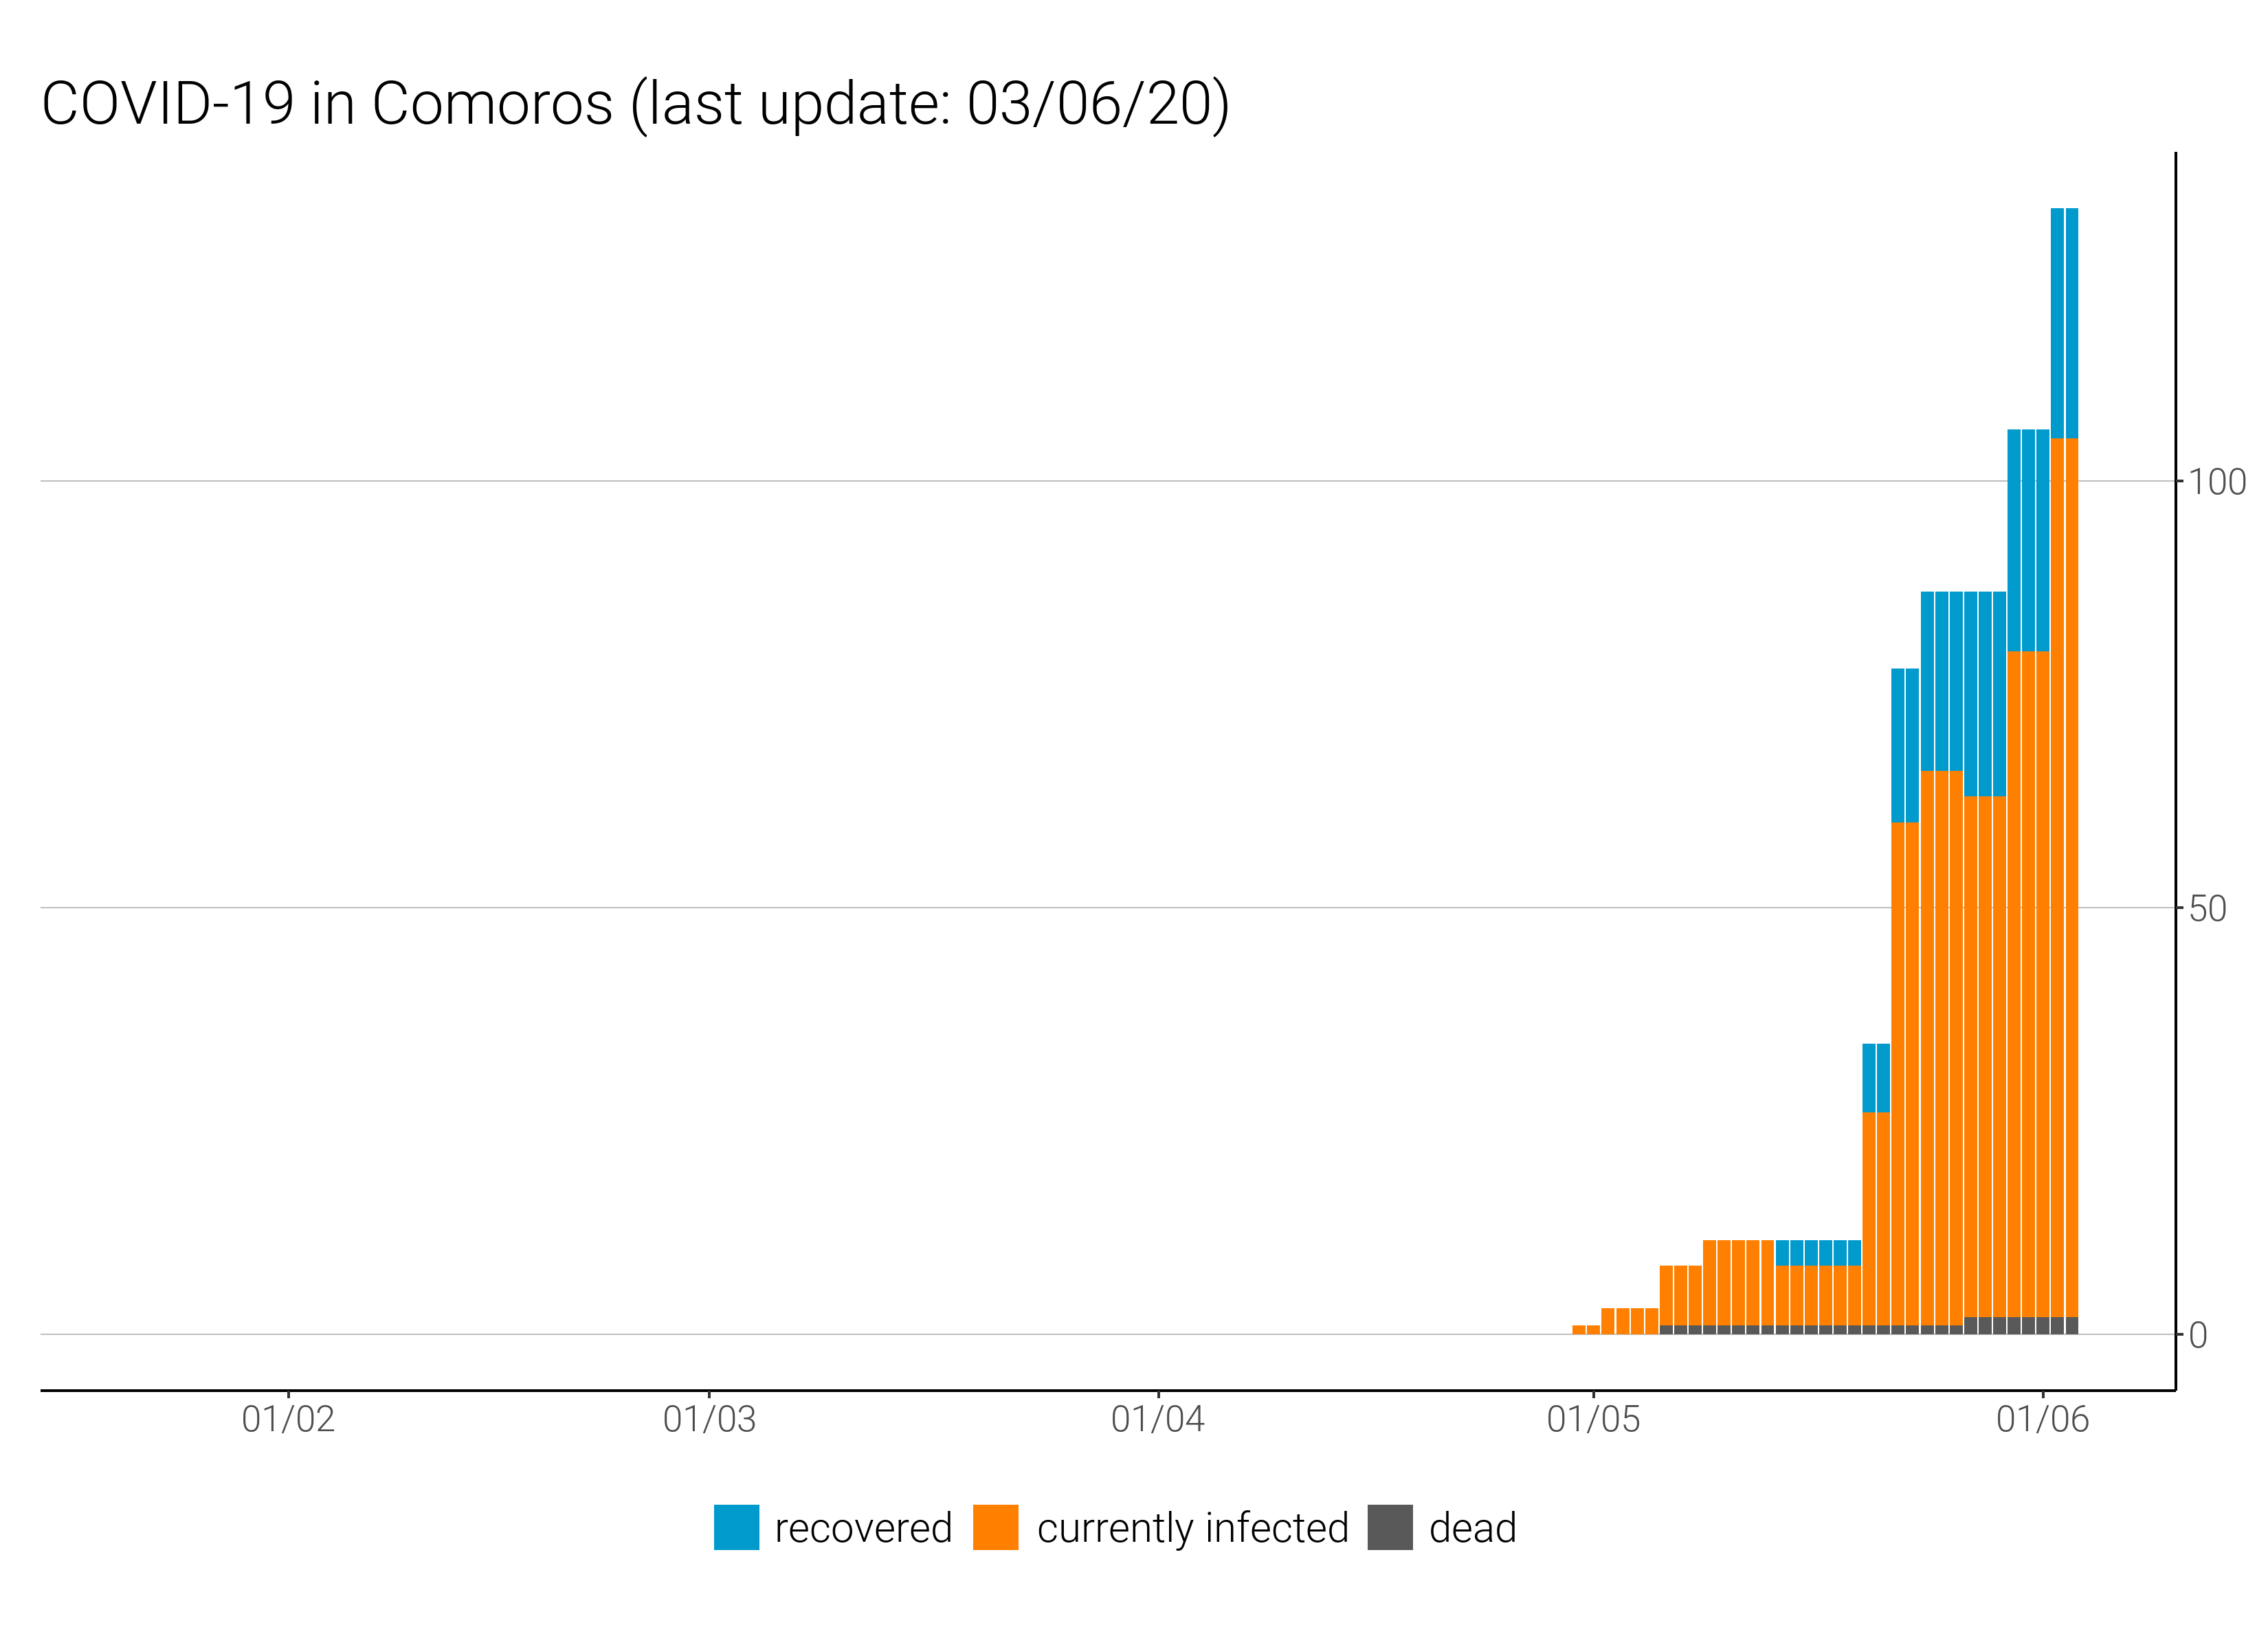 COVID-19 in Comoros (last update: 03/06/20)
100
50
0
01/02 01/03 01/04 01/05 01/06
recovered currently infected dead